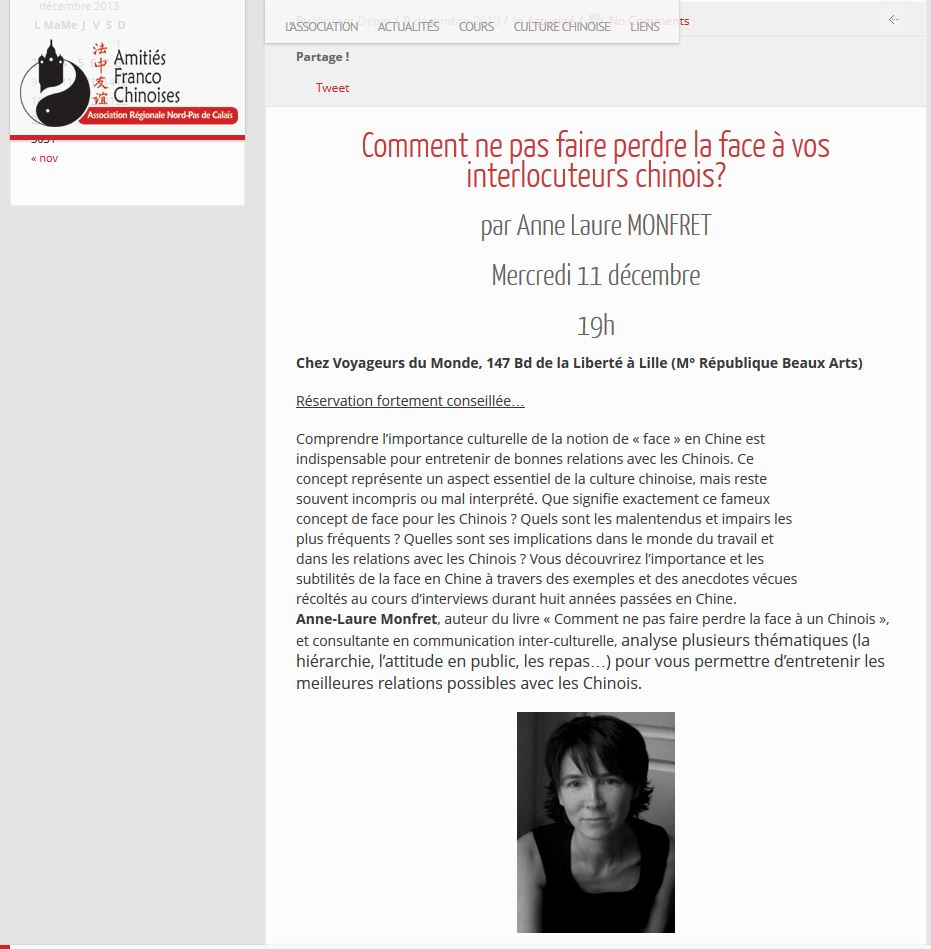 décembre 2013
L Ma Me J V S D
法
中
友
谊
Amitiés
Franco
Chinoises
Association Régionale Nord-Pas de Calais
« nov
L'ASSOCIATION ACTUALITÉS COURS CULTURE CHINOISE LIENS
No Comments
Partage !
Tweet
Comment ne pas faire perdre la face à vos
interlocuteurs chinois?
par Anne Laure MONFRET
Mercredi 11 décembre
19h
Chez Voyageurs du Monde, 147 Bd de la Liberté à Lille (M° République Beaux Arts)
Réservation fortement conseillée…
Comprendre l’importance culturelle de la notion de « face » en Chine est
indispensable pour entretenir de bonnes relations avec les Chinois. Ce
concept représente un aspect essentiel de la culture chinoise, mais reste
souvent incompris ou mal interprété. Que signifie exactement ce fameux
concept de face pour les Chinois ? Quels sont les malentendus et impairs les
plus fréquents ? Quelles sont ses implications dans le monde du travail et
dans les relations avec les Chinois ? Vous découvrirez l’importance et les
subtilités de la face en Chine à travers des exemples et des anecdotes vécues
récoltés au cours d’interviews durant huit années passées en Chine.
Anne-Laure Monfret, auteur du livre « Comment ne pas faire perdre la face à un Chinois »,
et consultante en communication inter-culturelle, analyse plusieurs thématiques (la
hiérarchie, l’attitude en public, les repas…) pour vous permettre d’entretenir les
meilleures relations possibles avec les Chinois.